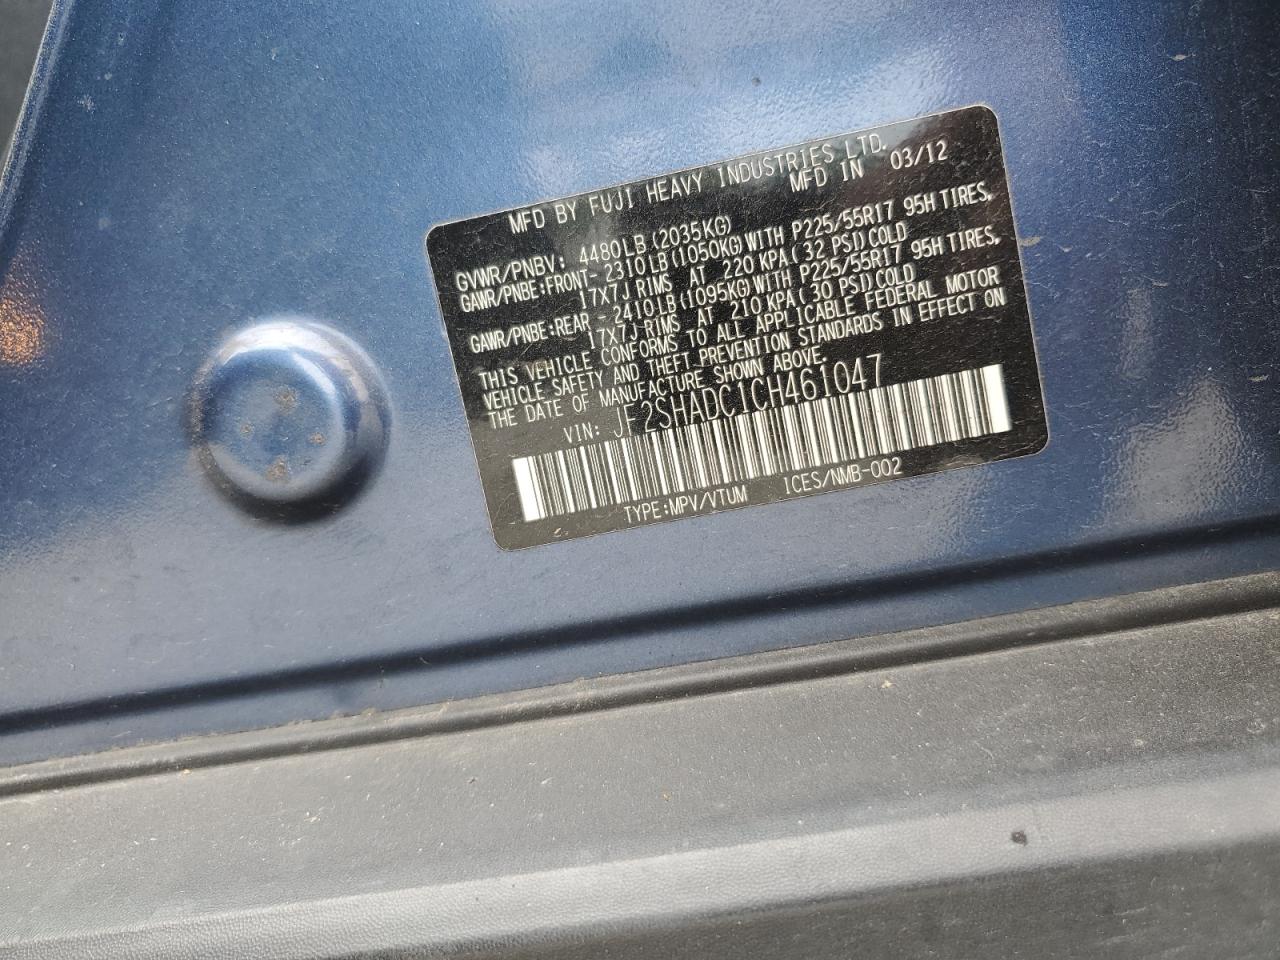 MFD BY FUJI HEAVY INDUSTRIES LTD.
MFD IN 03/12
GVWR/PNBV: 4480LB(2035KG)
GAWR/PNBE:FRONT- 2310LB(1050KG)WITH P225/55R17 95H TIRES,
17X7J RIMS AT 220KPA(32 PSI)COLD
GAWR/PNBE:REAR - 2410LB(1095KG)WITH P225/55R17 95H TIRES,
17X7J RIMS AT 210KPA(30 PSI)COLD
THIS VEHICLE CONFORMS TO ALL APPLICABLE FEDERAL MOTOR
VEHICLE SAFETY AND THEFT PREVENTION STANDARDS IN EFFECT ON
THE DATE OF MANUFACTURE SHOWN ABOVE.
VIN: JF2SHADC1CH461047
TYPE:MPV/VTUM ICES/NMB-002